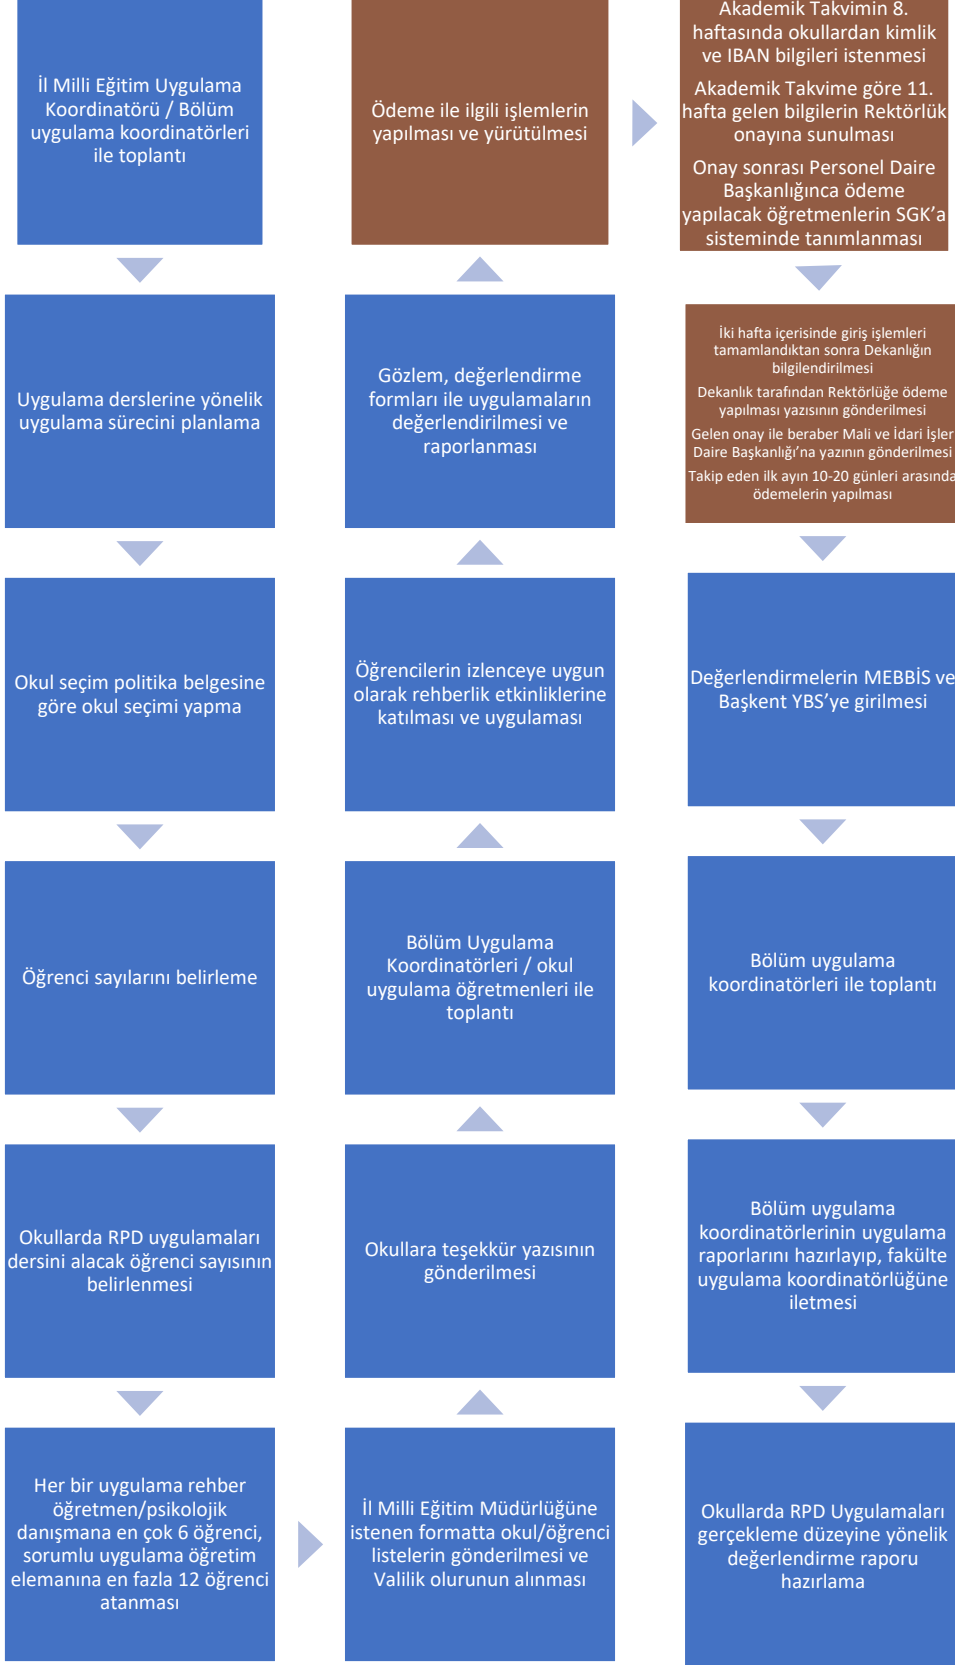 İl Milli Eğitim Uygulama
Koordinatörü / Bölüm
uygulama koordinatörleri
ile toplantı
Uygulama derslerine yönelik
uygulama sürecini planlama
Okul seçim politika belgesine
göre okul seçimi yapma
Öğrenci sayılarını belirleme
Okullarda RPD uygulamaları
dersini alacak öğrenci sayısının
belirlenmesi
Her bir uygulama rehber
öğretmen/psikolojik
danışmana en çok 6 öğrenci,
sorumlu uygulama öğretim
elemanına en fazla 12 öğrenci
atanması
İl Milli Eğitim Müdürlüğüne
istenen formatta okul/öğrenci
listelerin gönderilmesi ve
Valilik olurunun alınması
Okullara teşekkür yazısının
gönderilmesi
Bölüm Uygulama
Koordinatörleri / okul
uygulama öğretmenleri ile
toplantı
Öğrencilerin izlenceye uygun
olarak rehberlik etkinliklerine
katılması ve uygulaması
Gözlem, değerlendirme
formları ile uygulamaların
değerlendirilmesi ve
raporlanması
Ödeme ile ilgili işlemlerin
yapılması ve yürütülmesi
Akademik Takvimin 8.
haftasında okullardan kimlik
ve IBAN bilgileri istenmesi
Akademik Takvime göre 11.
hafta gelen bilgilerin Rektörlük
onayına sunulması
Onay sonrası Personel Daire
Başkanlığınca ödeme
yapılacak öğretmenlerin SGK’a
sisteminde tanımlanması
İki hafta içerisinde giriş işlemleri
tamamlandıktan sonra Dekanlığın
bilgilendirilmesi
Dekanlık tarafından Rektörlüğe ödeme
yapılması yazısının gönderilmesi
Gelen onay ile beraber Mali ve İdari İşler
Daire Başkanlığı’na yazının gönderilmesi
Takip eden ilk ayın 10-20 günleri arasında
ödemelerin yapılması
Değerlendirmelerin MEBBİS ve
Başkent YBS’ye girilmesi
Bölüm uygulama
koordinatörleri ile toplantı
Bölüm uygulama
koordinatörlerinin uygulama
raporlarını hazırlayıp, fakülte
uygulama koordinatörlüğüne
iletmesi
Okullarda RPD Uygulamaları
gerçekleme düzeyine yönelik
değerlendirme raporu
hazırlama